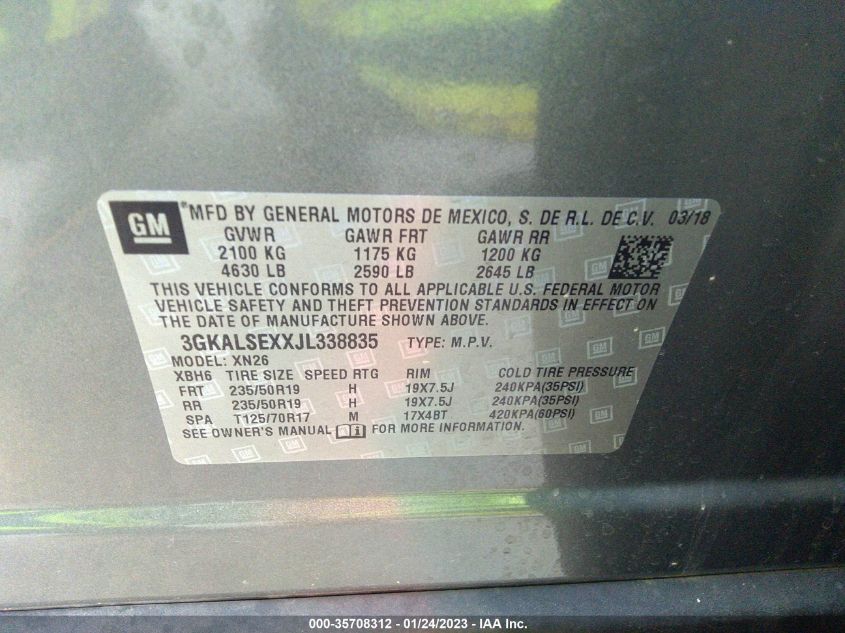 GM *MFD BY GENERAL MOTORS DE MEXICO, S. DE R.L. DE C.V. 03/18
GVWR GAWR FRT GAWR RR
2100 KG 1175 KG 1200 KG
4630 LB 2590 LB 2645 LB
THIS VEHICLE CONFORMS TO ALL APPLICABLE U.S. FEDERAL MOTOR
VEHICLE SAFETY AND THEFT PREVENTION STANDARDS IN EFFECT ON
THE DATE OF MANUFACTURE SHOWN ABOVE.
3GKALSEXXJL338835 TYPE: M.P.V.
MODEL: XN26
XBH6 TIRE SIZE SPEED RTG RIM COLD TIRE PRESSURE
FRT 235/50R19 H 19X7.5J 240KPA(35PSI)
RR 235/50R19 H 19X7.5J 240KPA(35PSI)
SPA T125/70R17 M 17X4BT 420KPA(60PSI)
SEE OWNER'S MANUAL FOR MORE INFORMATION.
000-35708312 - 01/24/2023 - IAA Inc.